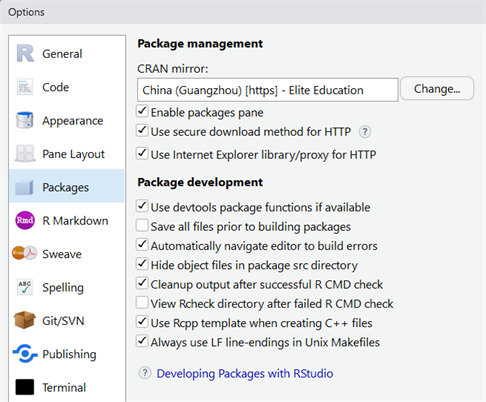 Options
General
Code
Appearance
Pane Layout
Packages
Rmd
R Markdown
Sweave
ABC
Spelling
Git/SVN
Publishing
Terminal
Package management
CRAN mirror:
China (Guangzhou) [https] - Elite Education
Change...
Enable packages pane
Use secure download method for HTTP ?
Use Internet Explorer library/proxy for HTTP
Package development
Use devtools package functions if available
Save all files prior to building packages
Automatically navigate editor to build errors
Hide object files in package src directory
Cleanup output after successful R CMD check
View Rcheck directory after failed R CMD check
Use Rcpp template when creating C++ files
Always use LF line-endings in Unix Makefiles
? Developing Packages with RStudio